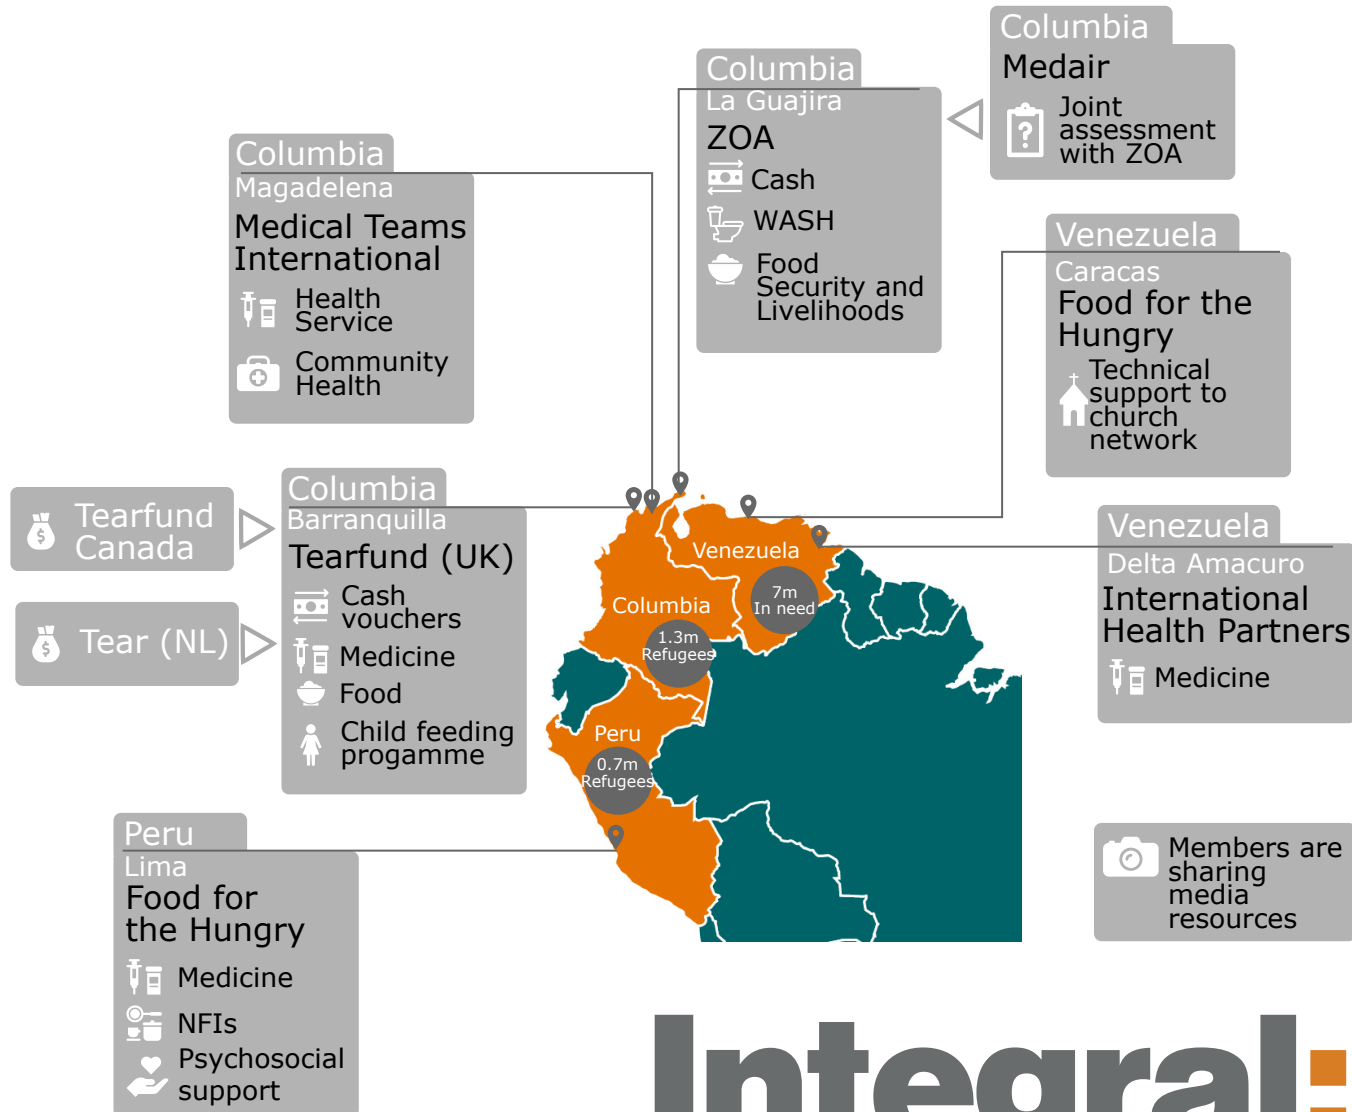 Columbia
Medair
Joint
assessment
with ZOA
Columbia
La Guajira
ZOA
Cash
WASH
Food
Security and
Livelihoods
Columbia
Magadelena
Medical Teams
International
Health
Service
Community
Health
Venezuela
Caracas
Food for the
Hungry
Technical
support to
church
network
Tearfund
Canada
Tear (NL)
Columbia
Barranquilla
Tearfund (UK)
Cash
vouchers
Medicine
Food
Child feeding
progamme
Venezuela
7m
In need
Columbia
1.3m
Refugees
Peru
0.7m
Refugees
Venezuela
Delta Amacuro
International
Health Partners
Medicine
Peru
Lima
Food for
the Hungry
Medicine
NFIs
Psychosocial
support
Members are
sharing
media
resources
Integral